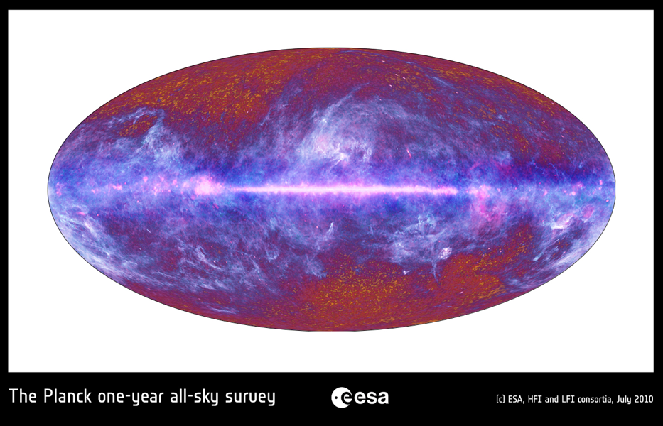 The Planck one-year all-sky survey
esa
(c) ESA, HFI and LFI consortia, July 2010